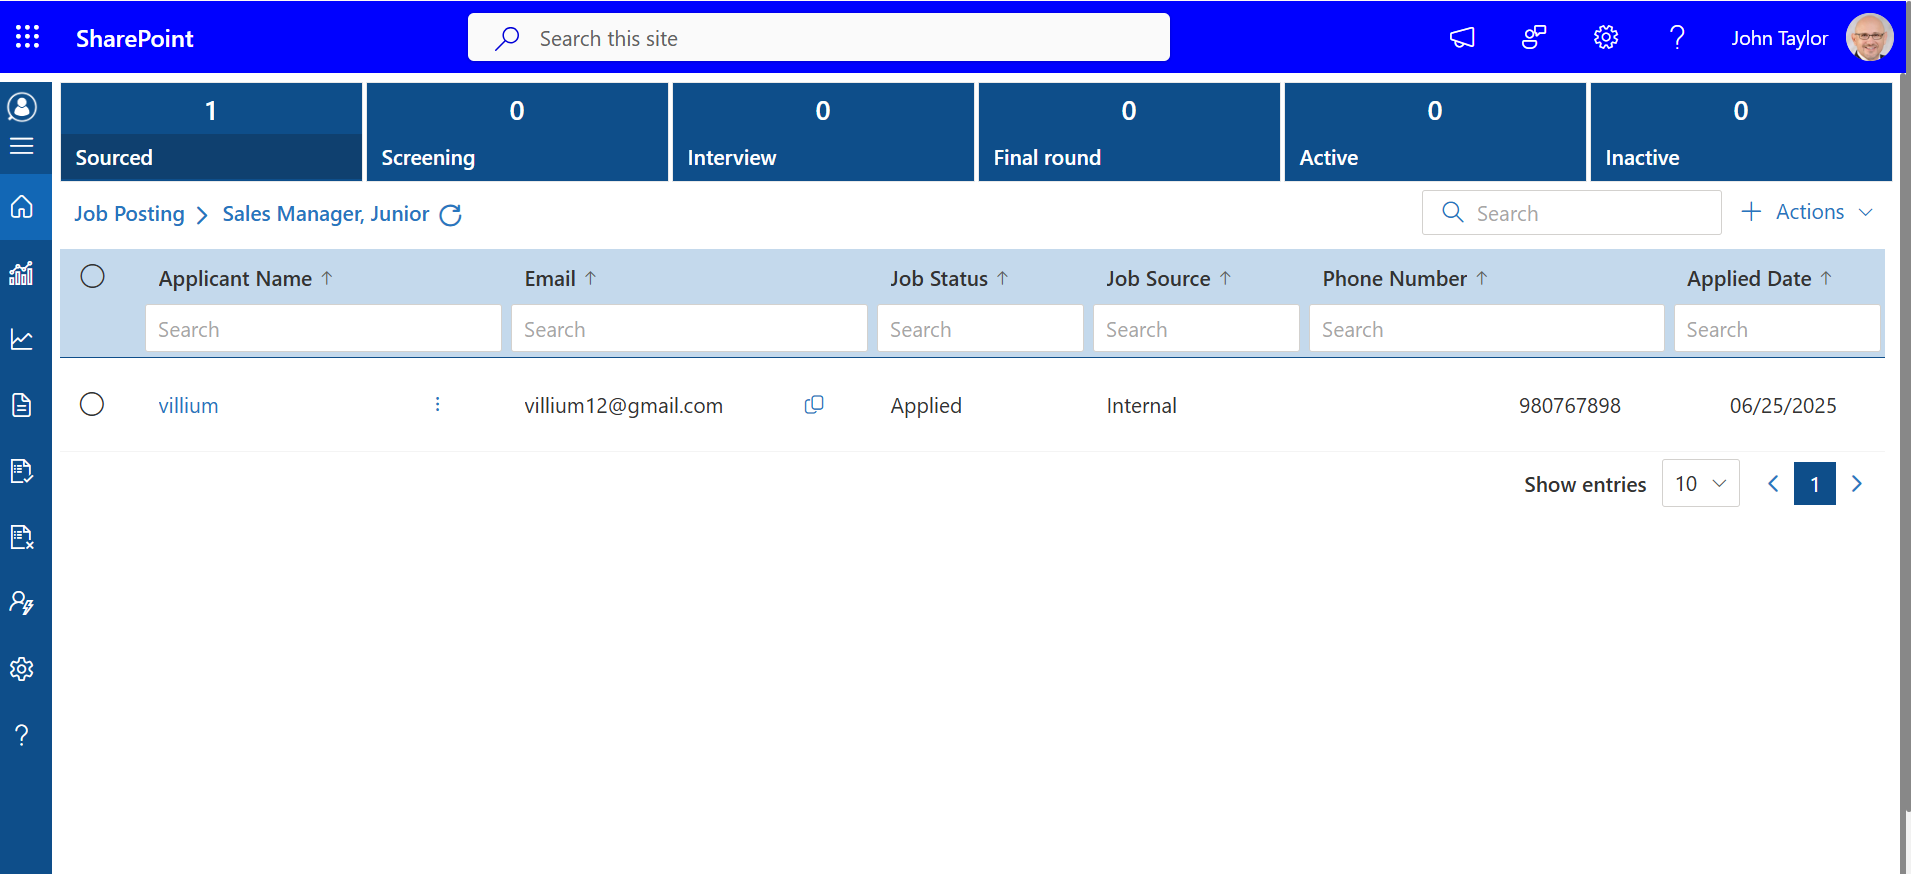 SharePoint
Search this site
John Taylor
1
Sourced
0
Screening
0
Interview
0
Final round
0
Active
0
Inactive
Job Posting > Sales Manager, Junior
Search
+ Actions
Applicant Name ↑ Email ↑ Job Status ↑ Job Source ↑ Phone Number ↑ Applied Date ↑
Search Search Search Search Search Search
villium villium12@gmail.com Applied Internal 980767898 06/25/2025
Show entries 10 < 1 >